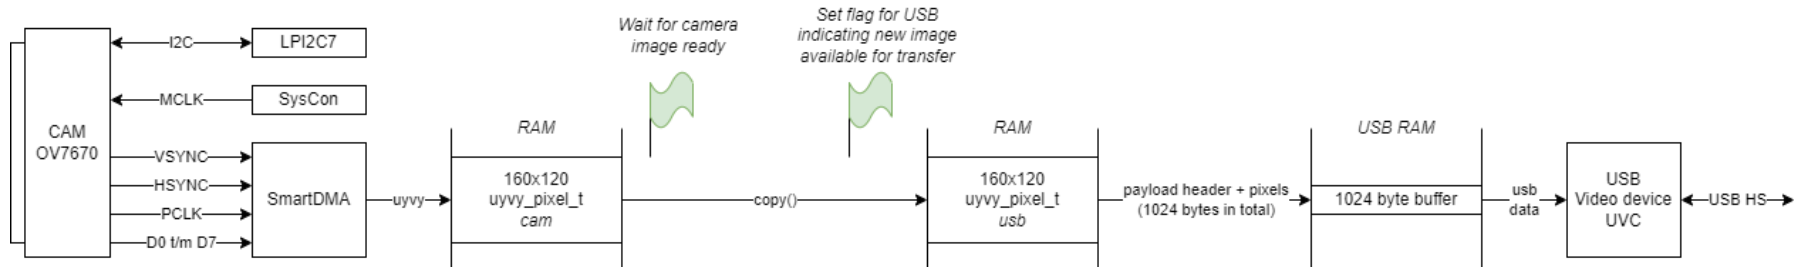 CAM
OV7670
I2C
LPI2C7
MCLK
SysCon
VSYNC
HSYNC
PCLK
D0 t/m D7
SmartDMA
uyvy
RAM
160x120
uyvy_pixel_t
cam
Wait for camera
image ready
copy()
Set flag for USB
indicating new image
available for transfer
RAM
160x120
uyvy_pixel_t
usb
payload header + pixels
(1024 bytes in total)
USB RAM
1024 byte buffer
usb
data
USB
Video device
UVC
USB HS